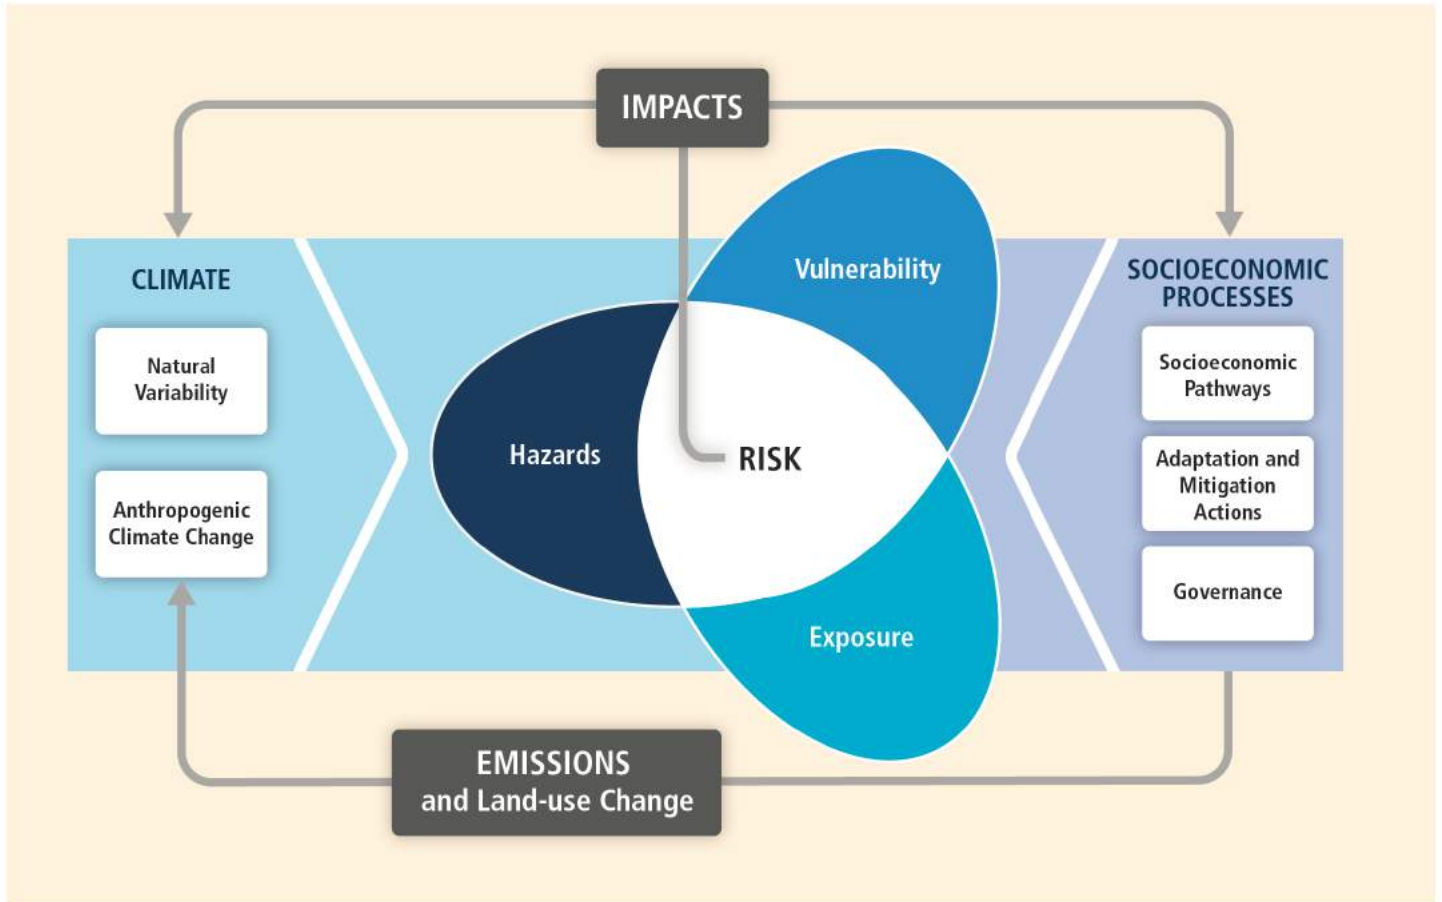 IMPACTS
CLIMATE
Natural
Variability
Anthropogenic
Climate Change
Vulnerability
Hazards
RISK
Exposure
SOCIOECONOMIC
PROCESSES
Socioeconomic
Pathways
Adaptation and
Mitigation
Actions
Governance
EMISSIONS
and Land-use Change